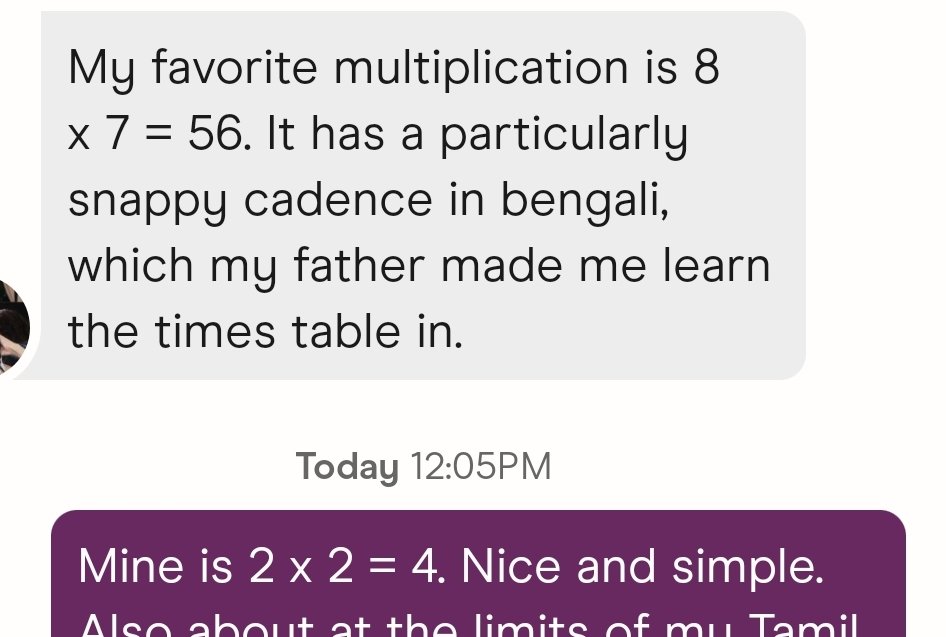 My favorite multiplication is 8
x 7 = 56. It has a particularly
snappy cadence in bengali,
which my father made me learn
the times table in.
Today 12:05PM
Mine is 2 x 2 = 4. Nice and simple.
Also about at the limits of my Tamil